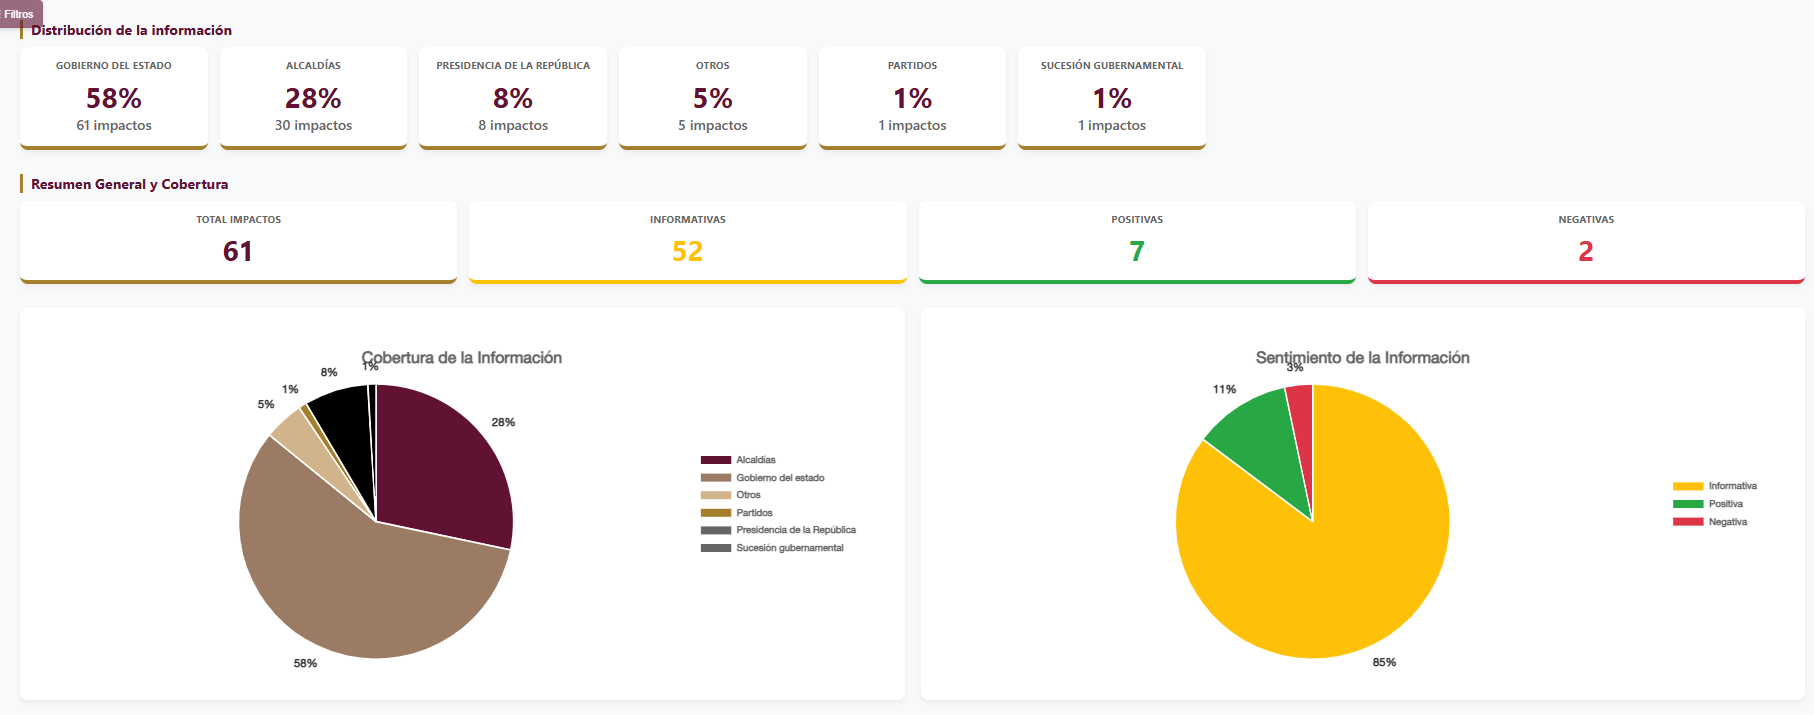 Filtros
Distribución de la información
GOBIERNO DEL ESTADO
58%
61 impactos
ALCALDÍAS
28%
30 impactos
PRESIDENCIA DE LA REPÚBLICA
8%
8 impactos
OTROS
5%
5 impactos
PARTIDOS
1%
1 impactos
SUCESIÓN GUBERNAMENTAL
1%
1 impactos
Resumen General y Cobertura
TOTAL IMPACTOS
61
INFORMATIVAS
52
POSITIVAS
7
NEGATIVAS
2
Cobertura de la Información
1%
8%
1%
5%
28%
58%
Alcaldías
Gobierno del estado
Otros
Partidos
Presidencia de la República
Sucesión gubernamental
Sentimiento de la Información
3%
11%
85%
Informativa
Positiva
Negativa